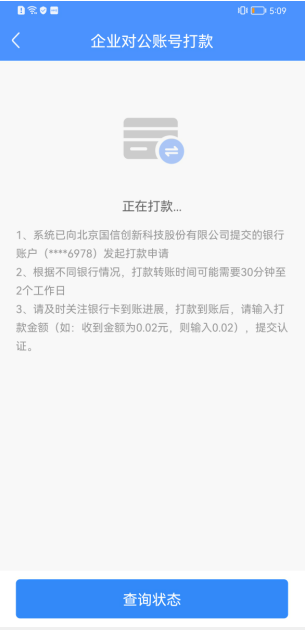 5:09
企业对公账号打款
正在打款...
1、系统已向北京国信创新科技股份有限公司提交的银行
账户（****6978）发起打款申请
2、根据不同银行情况，打款转账时间可能需要30分钟至
2个工作日
3、请及时关注银行卡到账进展，打款到账后，请输入打
款金额（如：收到金额为0.02元，则输入0.02），提交认
证。
查询状态